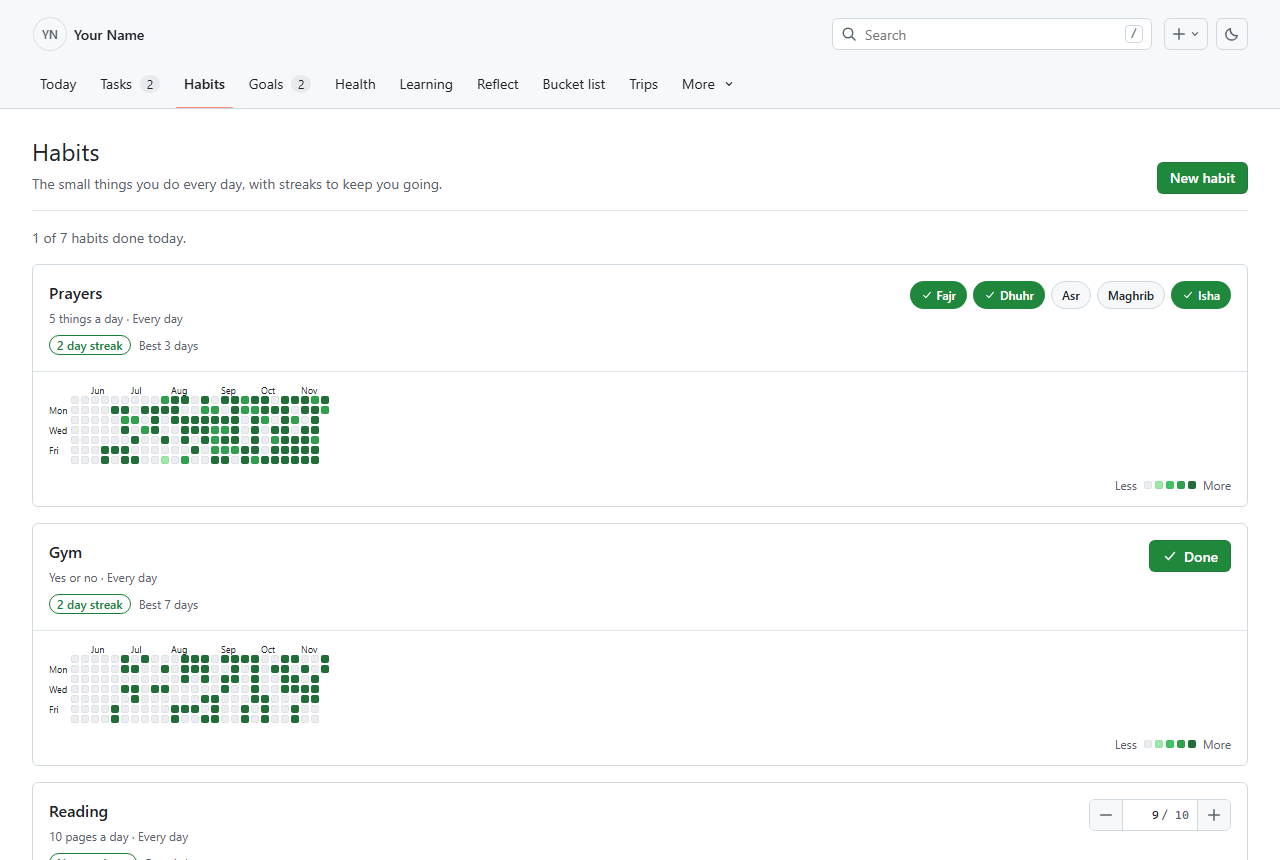 YN Your Name
Search /
Today Tasks 2 Habits Goals 2 Health Learning Reflect Bucket list Trips More
Habits
The small things you do every day, with streaks to keep you going.
New habit
1 of 7 habits done today.
Prayers
Fajr Dhuhr Asr Maghrib Isha
5 things a day · Every day
2 day streak Best 3 days
Jun Jul Aug Sep Oct Nov
Mon
Wed
Fri
Less More
Gym
Done
Yes or no · Every day
2 day streak Best 7 days
Jun Jul Aug Sep Oct Nov
Mon
Wed
Fri
Less More
Reading
9 / 10
10 pages a day · Every day